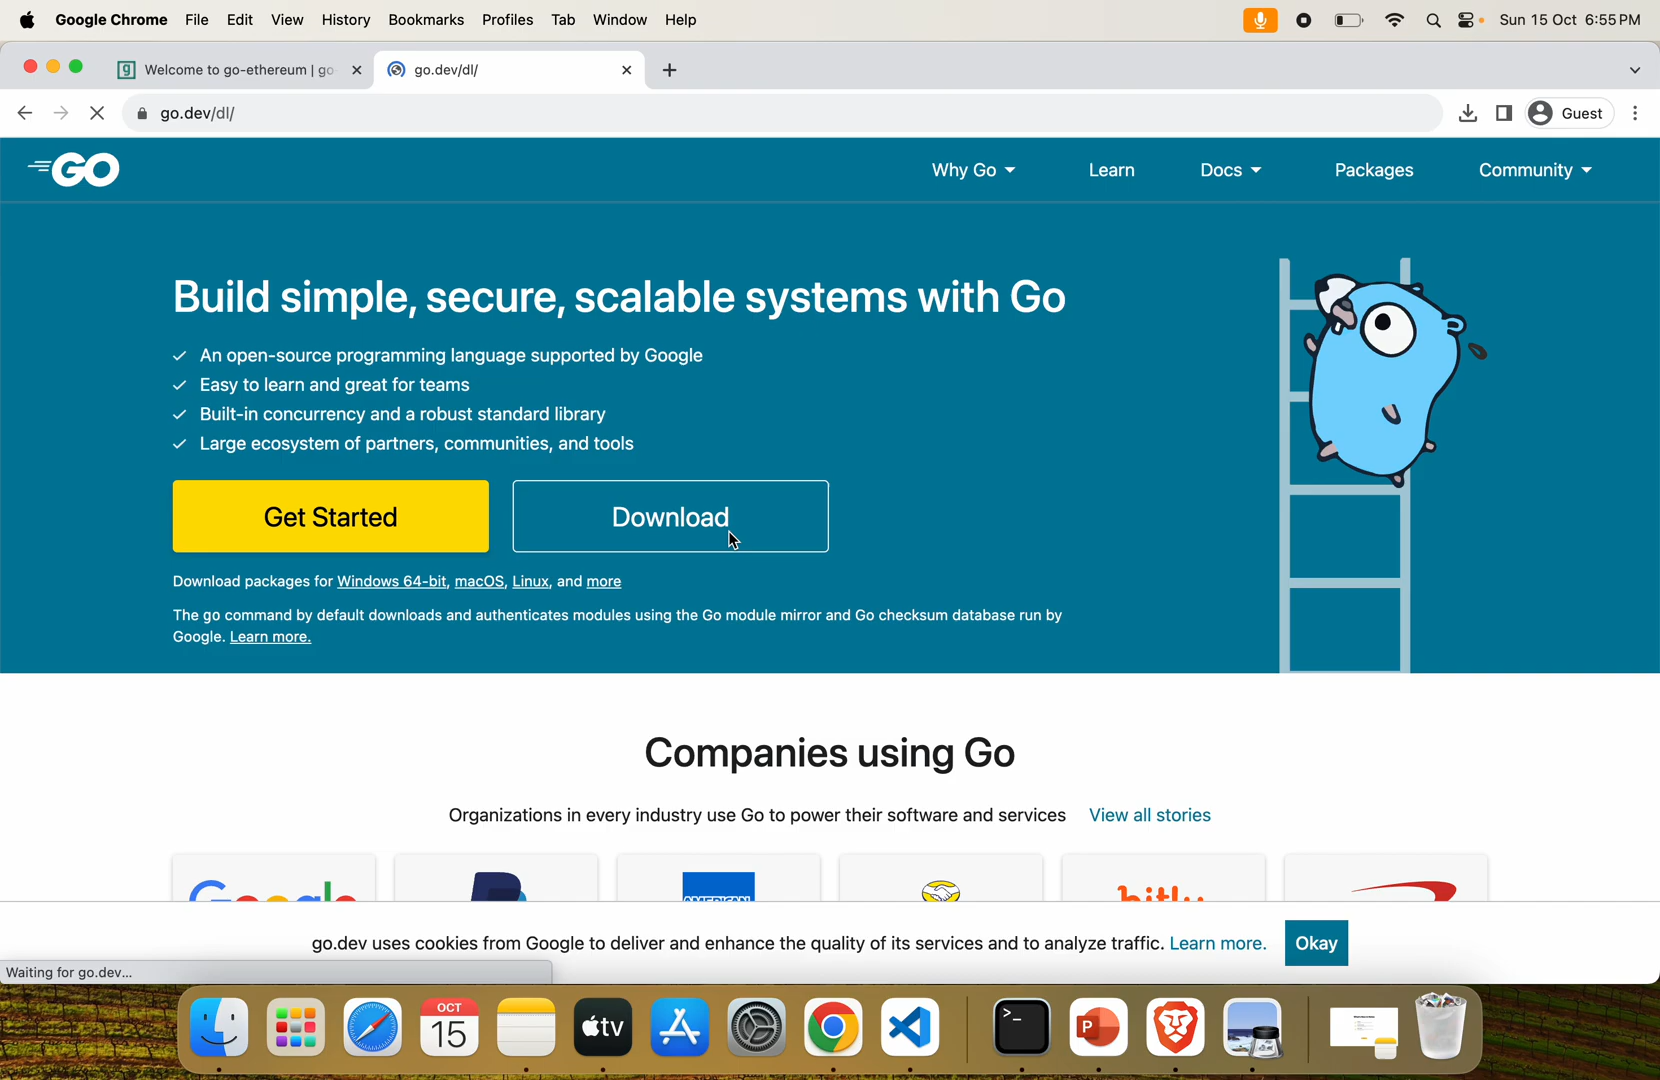 Google Chrome File Edit View History Bookmarks Profiles Tab Window Help Sun 15 Oct 6:55 PM
Welcome to go-ethereum | go go.dev/dl/
go.dev/dl/ Guest
GO Why Go Learn Docs Packages Community
Build simple, secure, scalable systems with Go
An open-source programming language supported by Google
Easy to learn and great for teams
Built-in concurrency and a robust standard library
Large ecosystem of partners, communities, and tools
Get Started Download
Download packages for Windows 64-bit, macOS, Linux, and more
The go command by default downloads and authenticates modules using the Go module mirror and Go checksum database run by
Google. Learn more.
Companies using Go
Organizations in every industry use Go to power their software and services View all stories
Google AMERICAN bitly
go.dev uses cookies from Google to deliver and enhance the quality of its services and to analyze traffic. Learn more. Okay
Waiting for go.dev...
OCT
15 tv >_ P